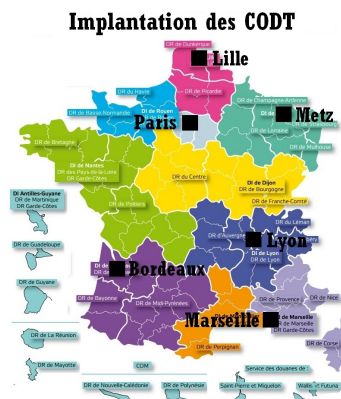 Implantation des CODT
DR de Dunkerque
Lille
DR de Picardie
DR du Havre
DI de Rouen
DR de Basse-Normandie
Paris
DR de Champagne-Ardenne
Metz
DR de Lorraine
DR de Mulhouse
DR de Bretagne
DI de Nantes
DR des Pays-de-la-Loire
DR Garde-Côtes
DR du Centre
DI de Dijon
DR de Bourgogne
DR de Franche-Comté
DI Antilles-Guyane
DR de Martinique
DR Garde-Côtes
DR de Poitiers
DR de Guadeloupe
DR du Léman
DR d'Auvergne
Lyon
DI de Lyon
DR de Lyon
DR de Guyane
Bordeaux
DR de Bayonne
DR de Midi-Pyrénées
DR de Provence
DR de Nice
Marseille
DI de Marseille
DR de Marseille
DR Garde-Côtes
DR de Perpignan
DR de Corse
DR de La Réunion
DR de Mayotte
COM
Service des douanes de :
DR de Nouvelle-Calédonie
DR de Polynésie
Saint-Pierre et Miquelon
Wallis et Futuna